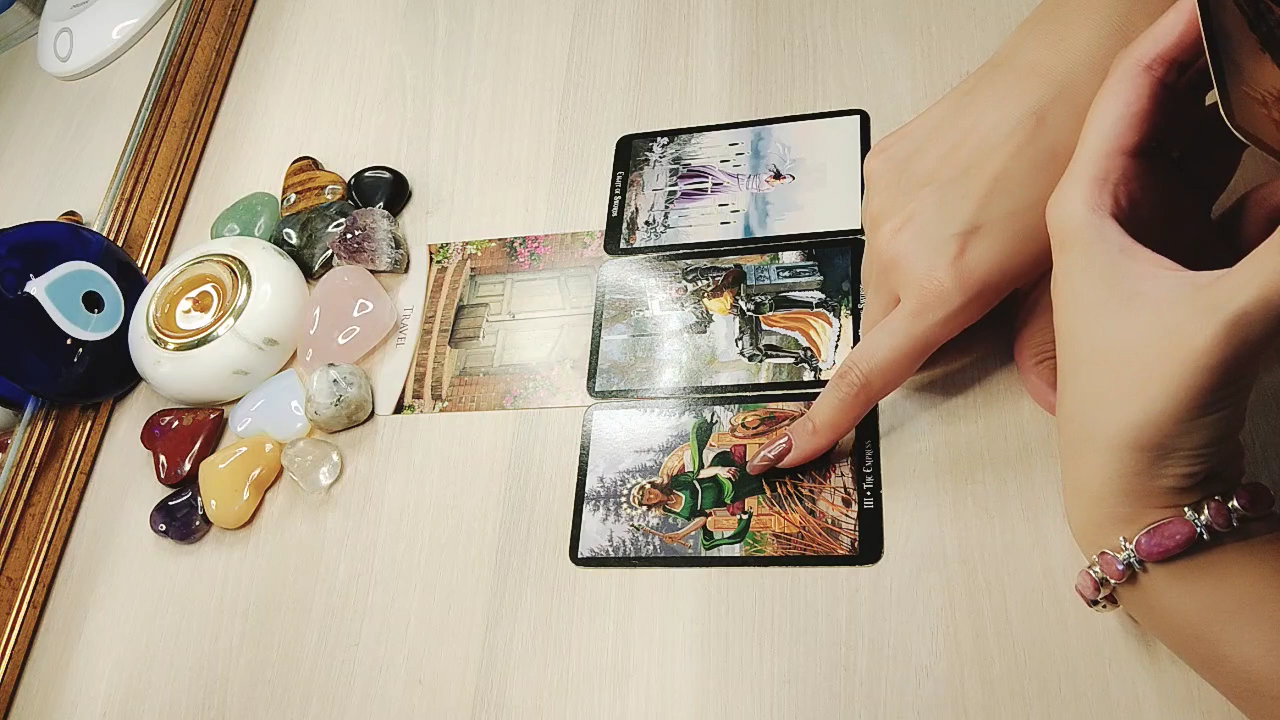 EIGHT OF SWORDS
TRAVEL
III • THE EMPRESS